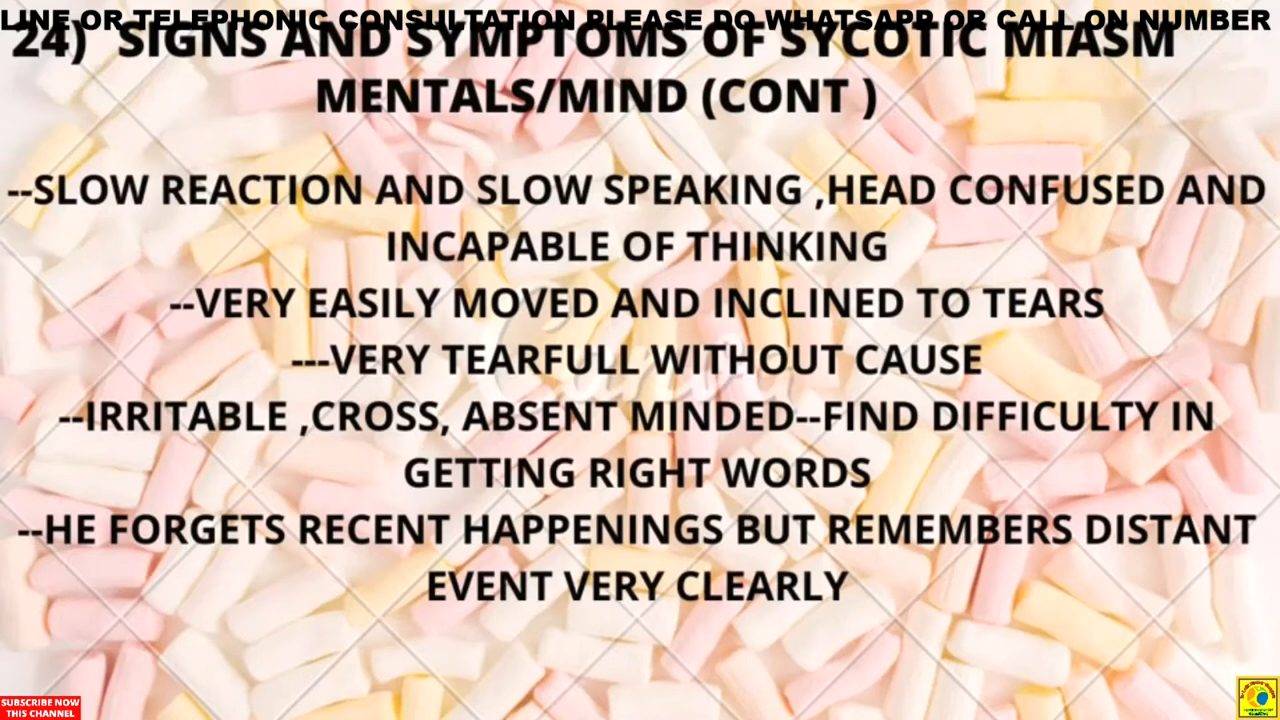 LINE OR TELEPHONIC CONSULTATION PLEASE DO WHATSAPP OR CALL ON NUMBER
24) SIGNS AND SYMPTOMS OF SYCOTIC MIASM
MENTALS/MIND (CONT )
--SLOW REACTION AND SLOW SPEAKING ,HEAD CONFUSED AND
INCAPABLE OF THINKING
--VERY EASILY MOVED AND INCLINED TO TEARS
---VERY TEARFULL WITHOUT CAUSE
--IRRITABLE ,CROSS, ABSENT MINDED--FIND DIFFICULTY IN
GETTING RIGHT WORDS
--HE FORGETS RECENT HAPPENINGS BUT REMEMBERS DISTANT
EVENT VERY CLEARLY
Canva
SUBSCRIBE NOW
THIS CHANNEL